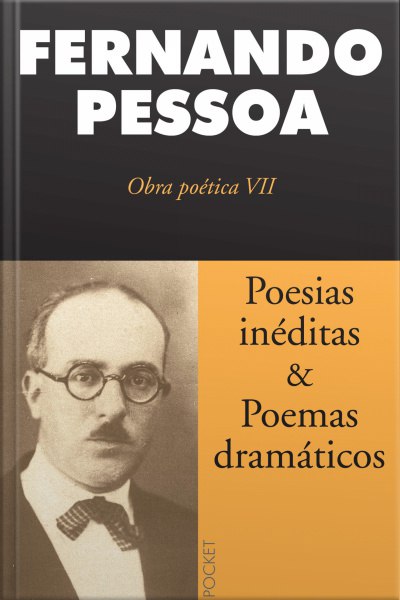 FERNANDO
PESSOA
Obra poética VII
Poesias
inéditas
&
Poemas
dramáticos
POCKET